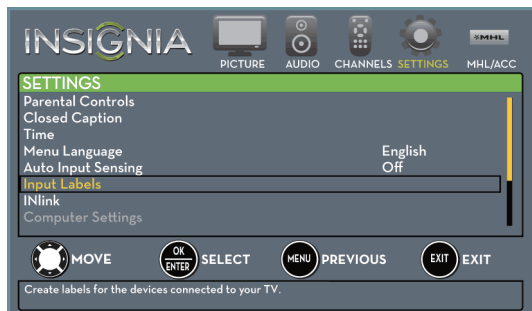 INSIGNIA
PICTURE AUDIO CHANNELS SETTINGS MHL/ACC
MHL
SETTINGS
Parental Controls
Closed Caption
Time
Menu Language English
Auto Input Sensing Off
Input Labels
INlink
Computer Settings
MOVE OK ENTER SELECT MENU PREVIOUS EXIT EXIT
Create labels for the devices connected to your TV.